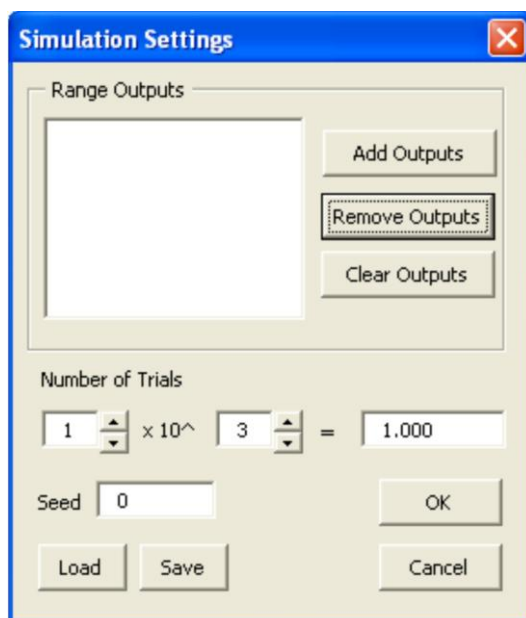 Simulation Settings
Range Outputs
Add Outputs
Remove Outputs
Clear Outputs
Number of Trials
1 x 10^ 3 = 1.000
Seed 0
OK
Load Save Cancel